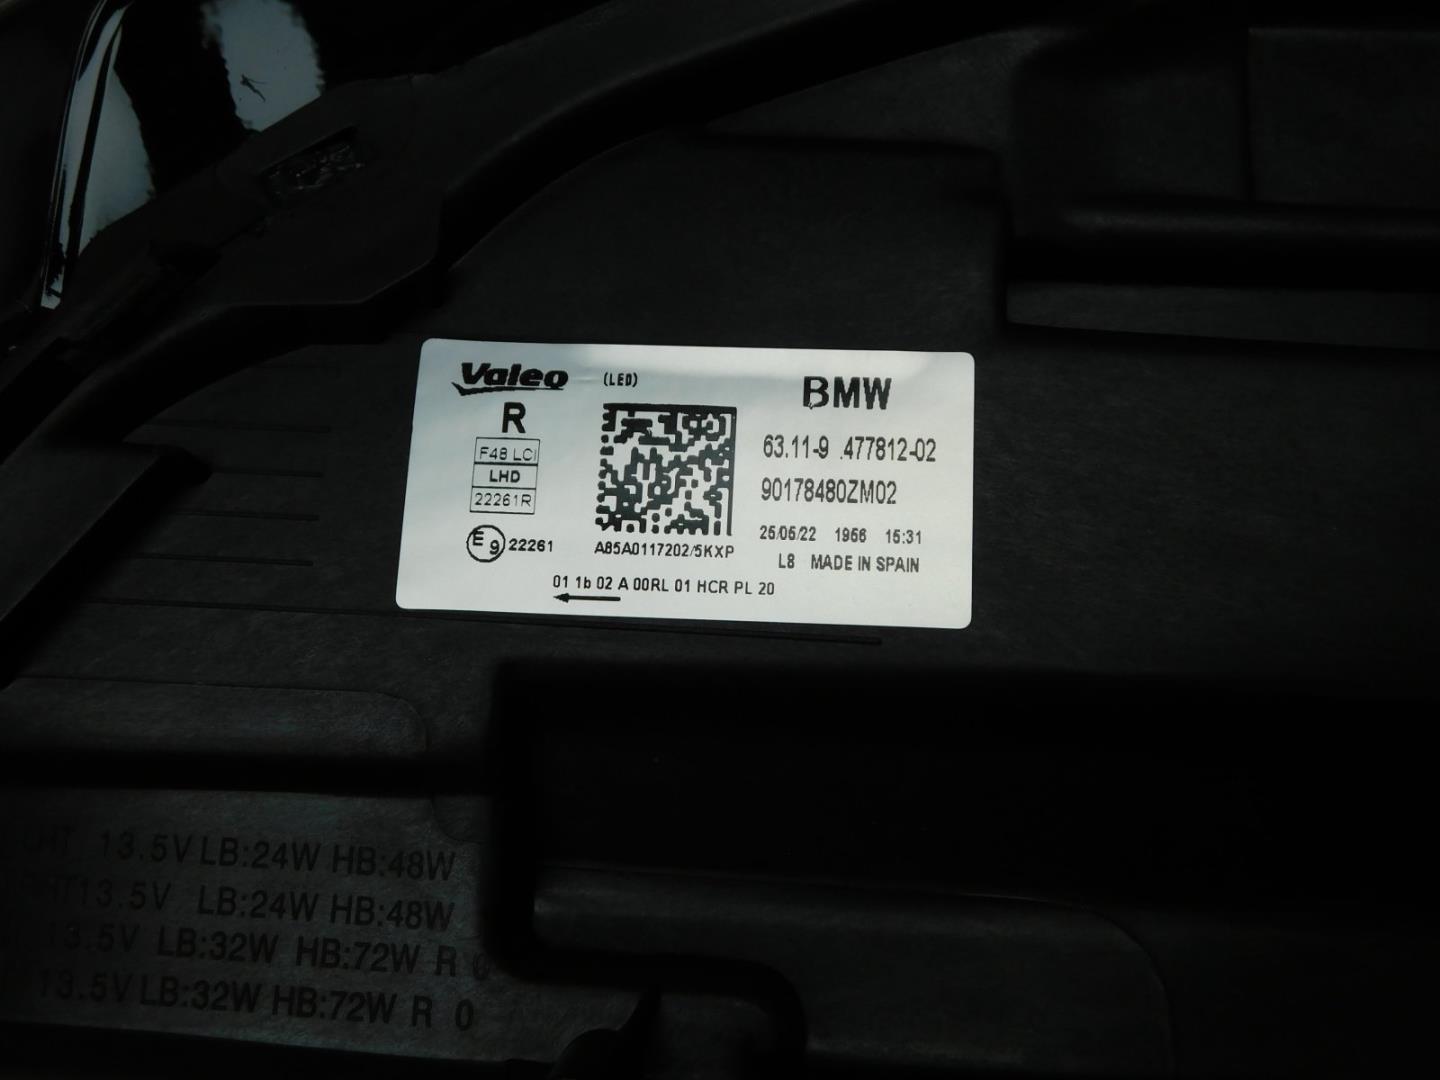 Valeo (LED) BMW
R
F48 LCI
LHD
22261R
E9 22261
63.11-9 .477812-02
90178480ZM02
25/05/22 1956 15:31
A85A0117202/5KXP
L8 MADE IN SPAIN
01 1b 02 A 00RL 01 HCR PL 20
13.5V LB:24W HB:48W
13.5V LB:24W HB:48W
13.5V LB:32W HB:72W R 0
13.5V LB:32W HB:72W R 0